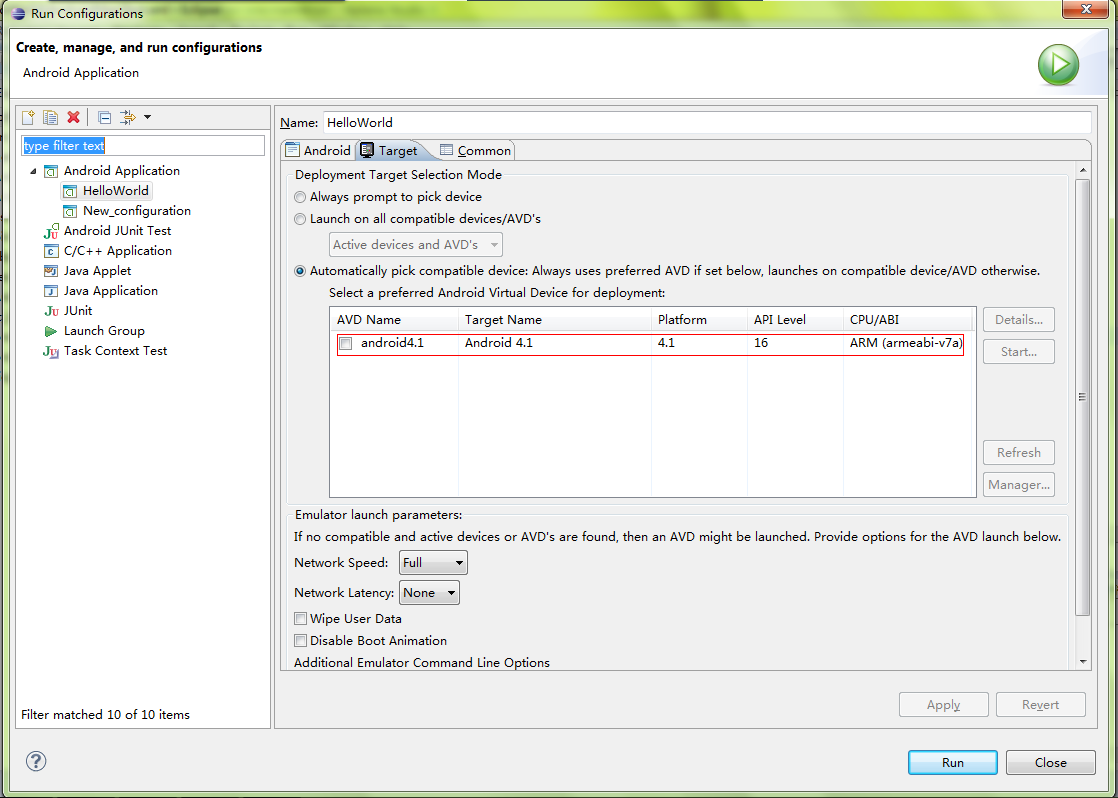 Run Configurations
Create, manage, and run configurations
Android Application
type filter text
Android Application
HelloWorld
New_configuration
Android JUnit Test
C/C++ Application
Java Applet
Java Application
JUnit
Launch Group
Task Context Test
Filter matched 10 of 10 items
Name: HelloWorld
Android Target Common
Deployment Target Selection Mode
Always prompt to pick device
Launch on all compatible devices/AVD's
Active devices and AVD's
Automatically pick compatible device: Always uses preferred AVD if set below, launches on compatible device/AVD otherwise.
Select a preferred Android Virtual Device for deployment:
AVD Name Target Name Platform API Level CPU/ABI
android4.1 Android 4.1 4.1 16 ARM (armeabi-v7a)
Details...
Start...
Refresh
Manager...
Emulator launch parameters:
If no compatible and active devices or AVD's are found, then an AVD might be launched. Provide options for the AVD launch below.
Network Speed: Full
Network Latency: None
Wipe User Data
Disable Boot Animation
Additional Emulator Command Line Options
Apply Revert
Run Close